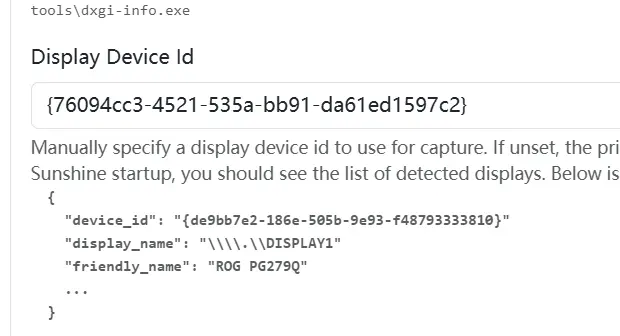 tools\dxgi-info.exe
Display Device Id
{76094cc3-4521-535a-bb91-da61ed1597c2}
Manually specify a display device id to use for capture. If unset, the pri
Sunshine startup, you should see the list of detected displays. Below is
{
"device_id": "{de9bb7e2-186e-505b-9e93-f48793333810}"
"display_name": "\\\\.\\DISPLAY1"
"friendly_name": "ROG PG279Q"
...
}